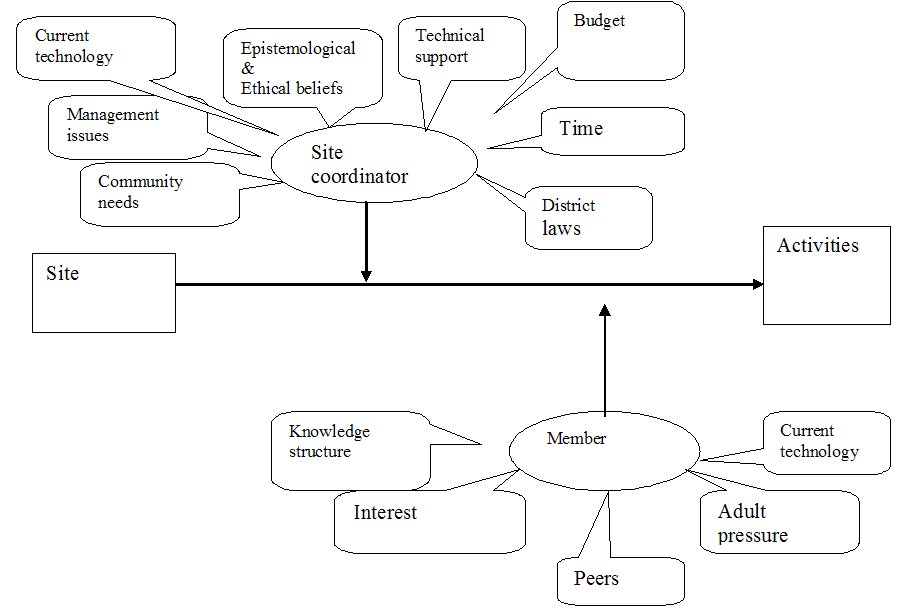 Current
technology
Epistemological
&
Ethical beliefs
Technical
support
Budget
Management
issues
Time
Site
coordinator
Community
needs
District
laws
Site
Activities
Knowledge
structure
Member
Current
technology
Interest
Adult
pressure
Peers